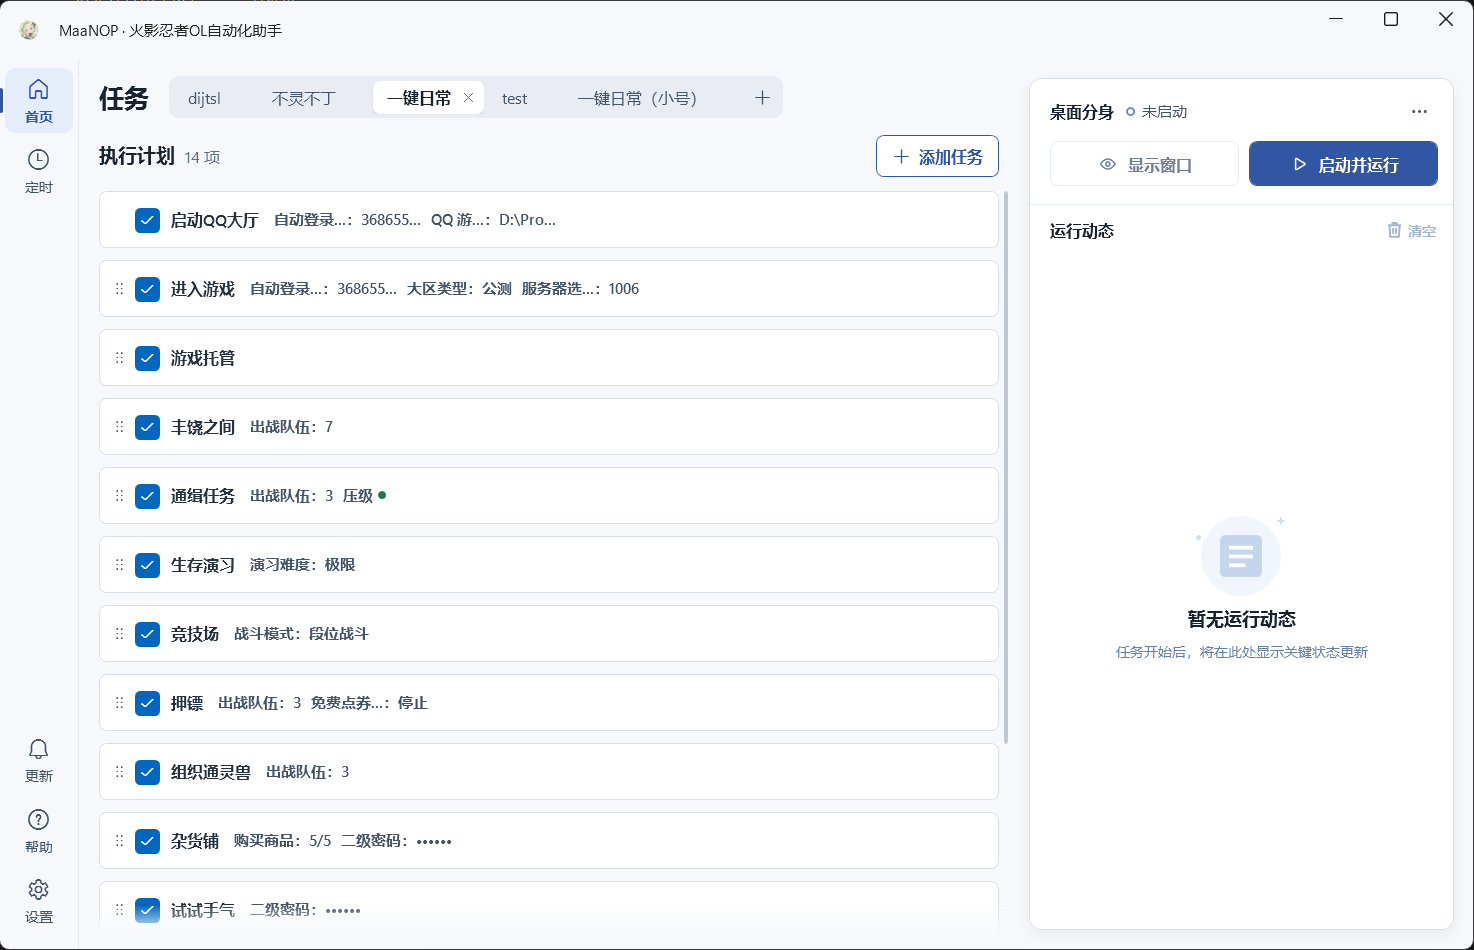 MaaNOP · 火影忍者OL自动化助手
首页
定时
更新
帮助
设置
任务
dijtsl
不灵不丁
一键日常
test
一键日常（小号）
执行计划 14 项
添加任务
启动QQ大厅 自动登录...： 368655... QQ 游...： D:\Pro...
进入游戏 自动登录...： 368655... 大区类型： 公测 服务器选...： 1006
游戏托管
丰饶之间 出战队伍： 7
通缉任务 出战队伍： 3 压级
生存演习 演习难度： 极限
竞技场 战斗模式： 段位战斗
押镖 出战队伍： 3 免费点券...： 停止
组织通灵兽 出战队伍： 3
杂货铺 购买商品： 5/5 二级密码： ••••••
试试手气 二级密码： ••••••
桌面分身 未启动
显示窗口
启动并运行
运行动态
清空
暂无运行动态
任务开始后，将在此处显示关键状态更新